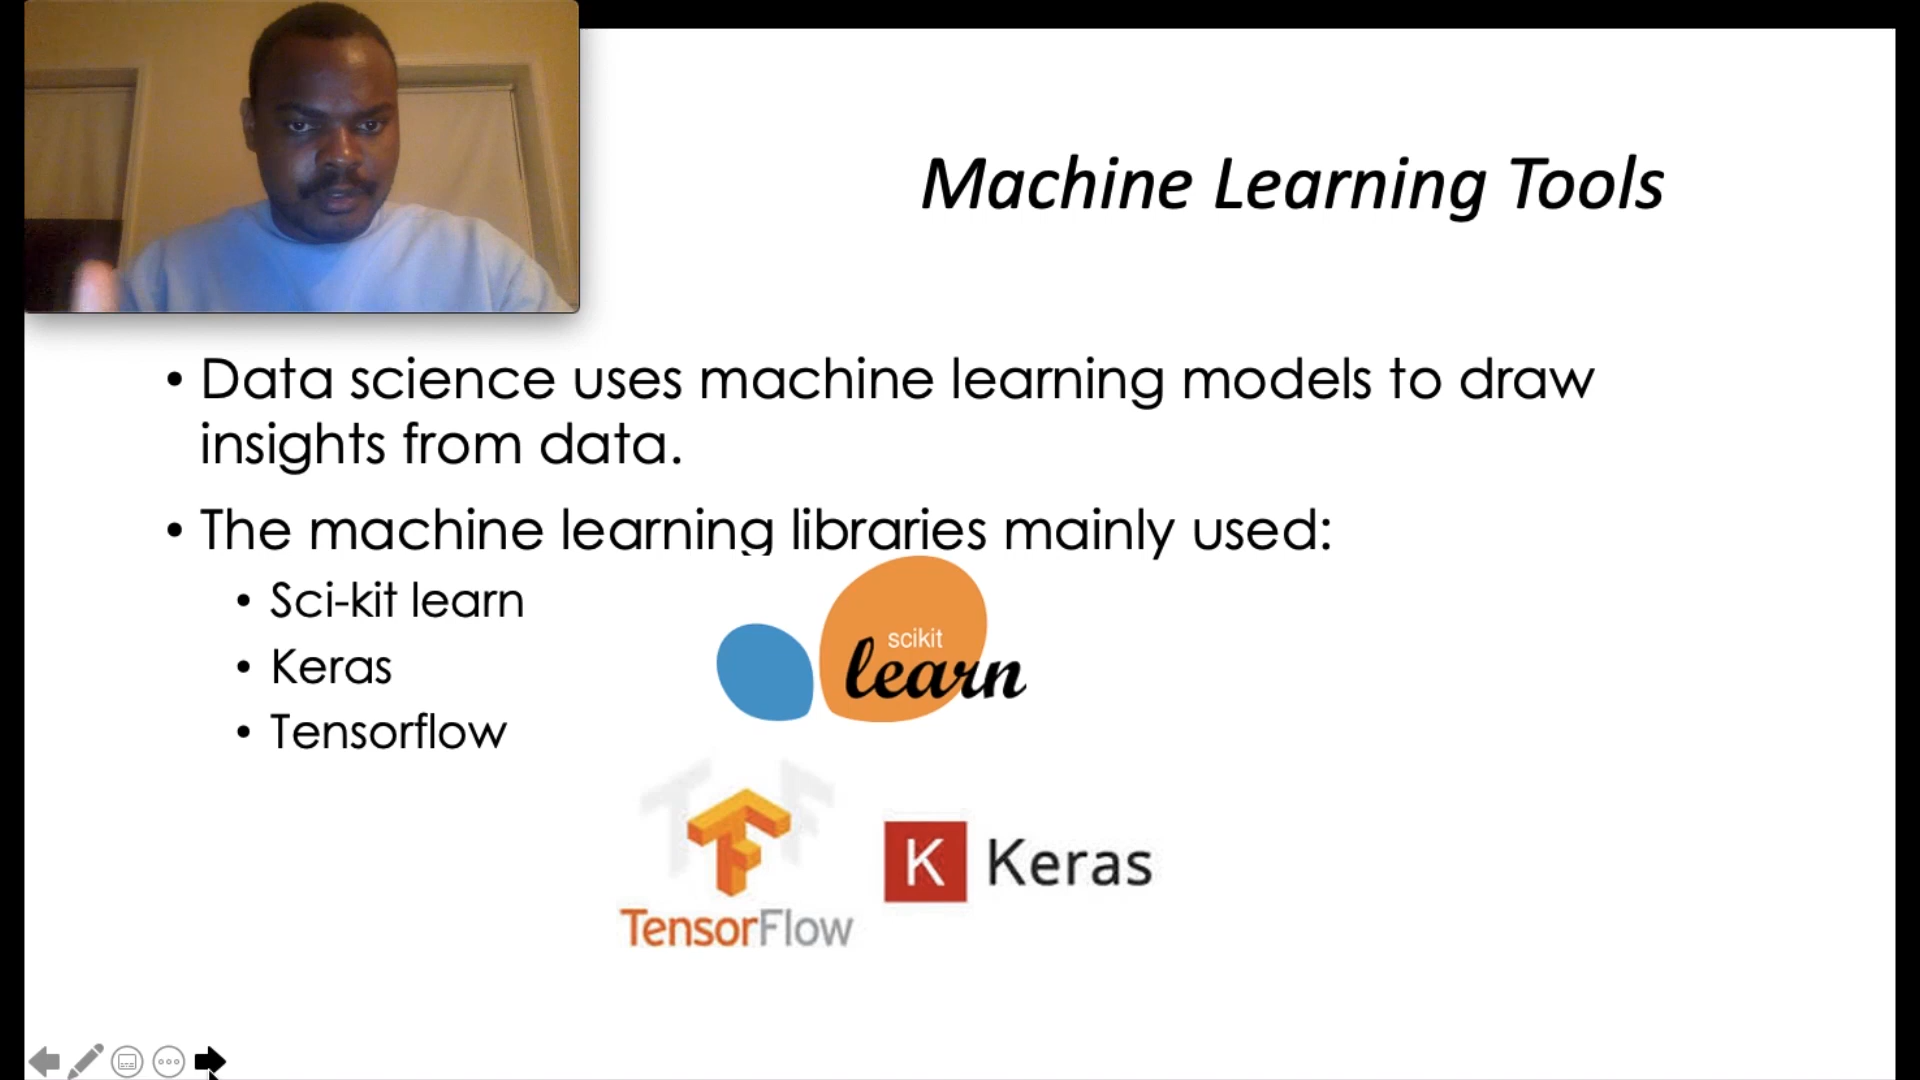 Machine Learning Tools
• Data science uses machine learning models to draw
insights from data.
• The machine learning libraries mainly used:
• Sci-kit learn
• Keras
• Tensorflow
scikit
learn
TF
TensorFlow
K Keras